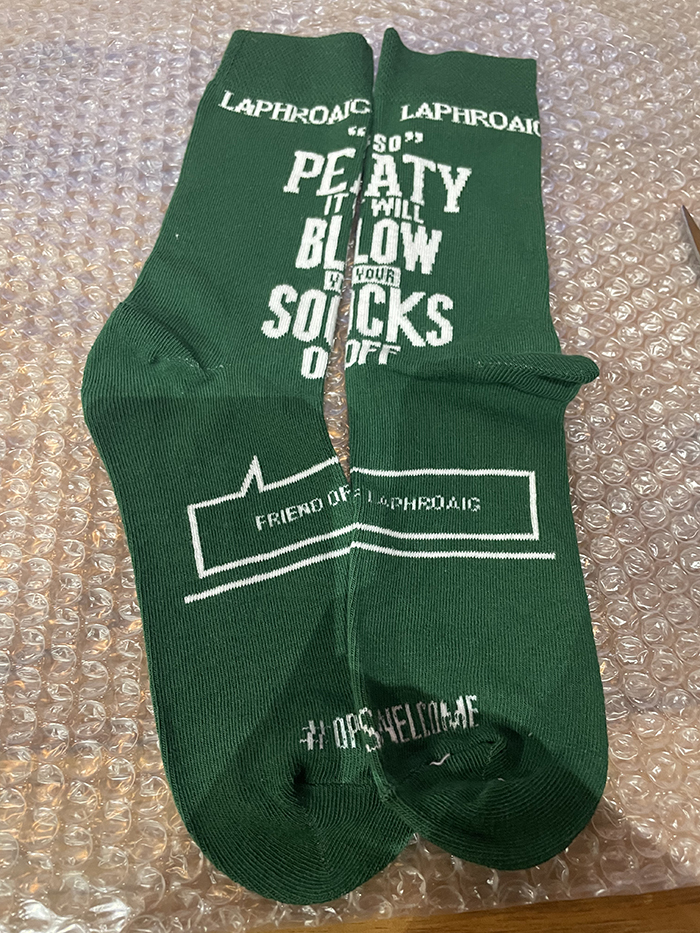 LAPHROAIG LAPHROAIG
“SO”
PEATY
IT WILL
BLOW
YOUR
SOCKS
OFF
FRIEND OF LAPHROAIG
#OPSWELCOME